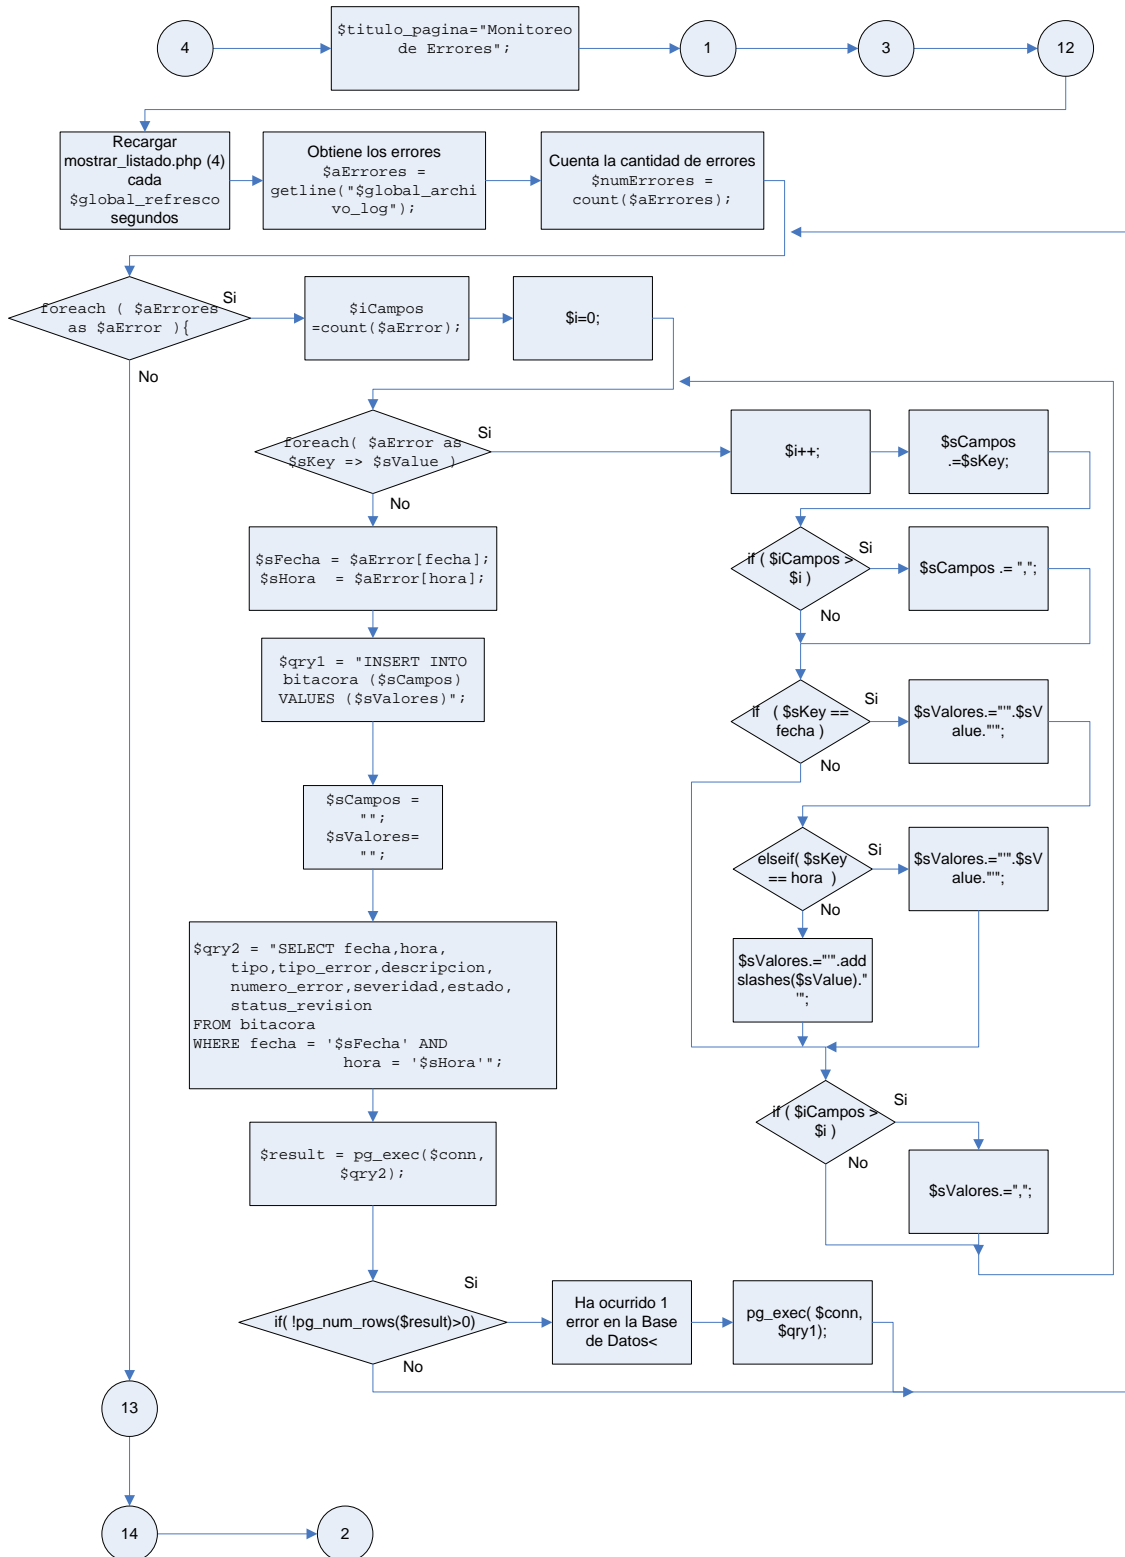 4
$titulo_pagina="Monitoreo
de Errores";
1
3
12
Recargar
mostrar_listado.php (4)
cada
$global_refresco
segundos
Obtiene los errores
$aErrores =
getline("$global_archi
vo_log");
Cuenta la cantidad de errores
$numErrores =
count($aErrores);
foreach ( $aErrores
as $aError ){
Si
No
$iCampos
=count($aError);
$i=0;
foreach( $aError as
$sKey => $sValue )
Si
No
$i++;
$sCampos
.=$sKey;
if ( $iCampos >
$i )
Si
No
$sCampos .= ",";
$sFecha = $aError[fecha];
$sHora  = $aError[hora];
$qry1 = "INSERT INTO
bitacora ($sCampos)
VALUES ($sValores)";
if   ( $sKey ==
fecha )
Si
No
$sValores.="'".$sV
alue."'";
$sCampos =
"";
$sValores=
"";
elseif( $sKey
== hora  )
Si
No
$sValores.="'".$sV
alue."'";
$sValores.="'".add
slashes($sValue)."
'";
$qry2 = "SELECT fecha,hora,
tipo,tipo_error,descripcion,
numero_error,severidad,estado,
status_revision
FROM bitacora
WHERE fecha = '$sFecha' AND
hora = '$sHora'";
if ( $iCampos >
$i )
Si
No
$sValores.=",";
$result = pg_exec($conn,
$qry2);
if( !pg_num_rows($result)>0)
Si
No
Ha ocurrido 1
error en la Base
de Datos<
pg_exec( $conn,
$qry1);
13
14
2